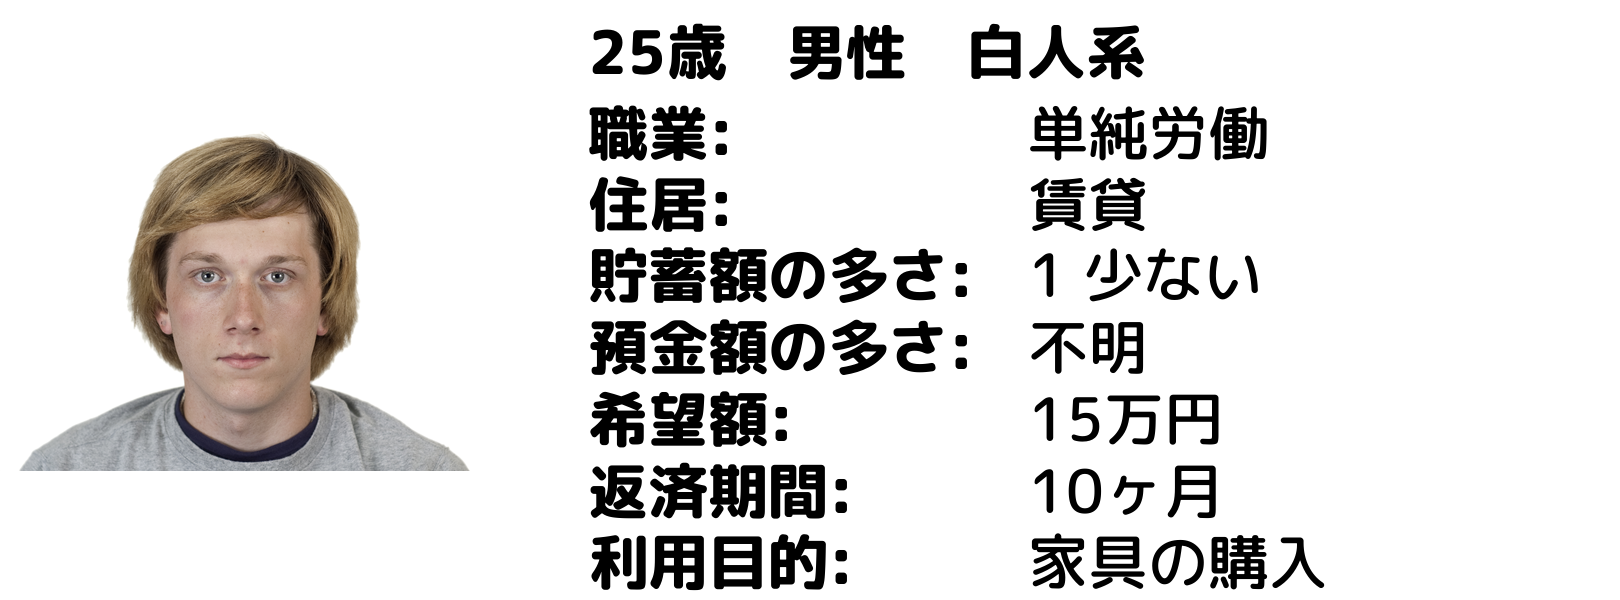 25歳　男性　白人系
職業: 単純労働
住居: 賃貸
貯蓄額の多さ: 1 少ない
預金額の多さ: 不明
希望額: 15万円
返済期間: 10ヶ月
利用目的: 家具の購入